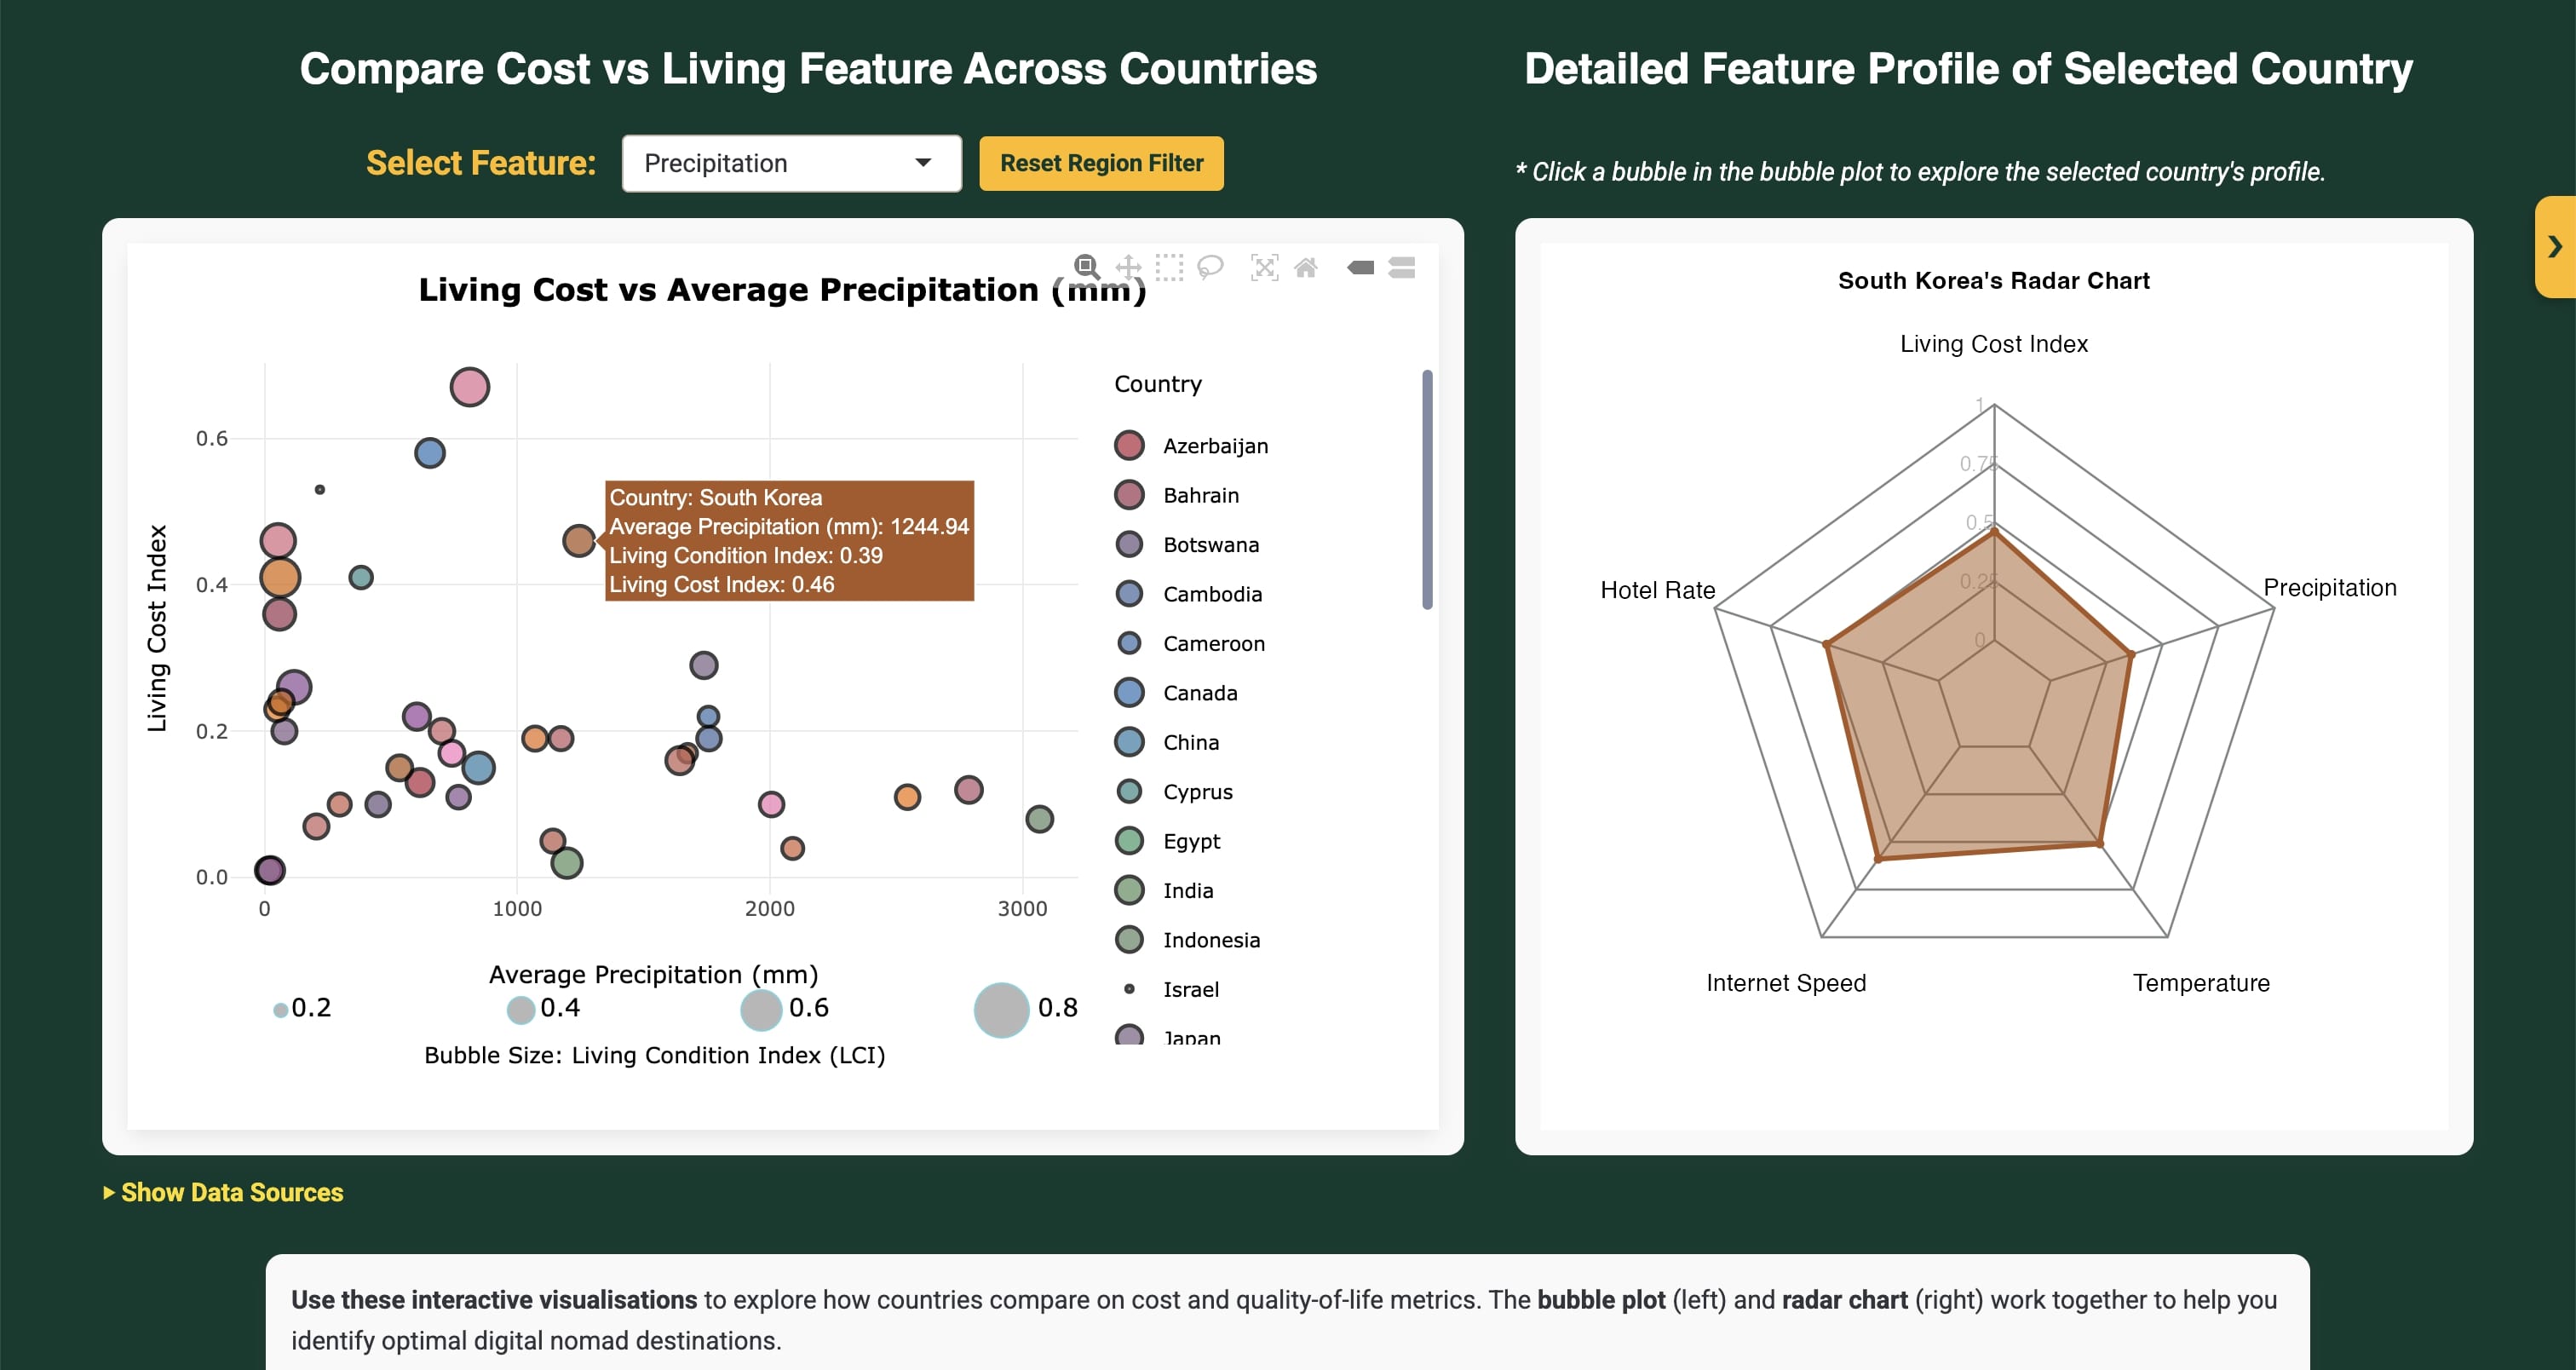 Compare Cost vs Living Feature Across Countries
Select Feature:
Precipitation
Reset Region Filter
Living Cost vs Average Precipitation (mm)
Living Cost Index
0.6
0.4
0.2
0.0
0
1000
2000
3000
Country: South Korea
Average Precipitation (mm): 1244.94
Living Condition Index: 0.39
Living Cost Index: 0.46
Average Precipitation (mm)
0.2
0.4
0.6
0.8
Bubble Size: Living Condition Index (LCI)
Country
Azerbaijan
Bahrain
Botswana
Cambodia
Cameroon
Canada
China
Cyprus
Egypt
India
Indonesia
Israel
Japan
Detailed Feature Profile of Selected Country
* Click a bubble in the bubble plot to explore the selected country's profile.
South Korea's Radar Chart
Living Cost Index
1
0.75
0.5
0.25
0
Hotel Rate
Precipitation
Internet Speed
Temperature
Show Data Sources
Use these interactive visualisations to explore how countries compare on cost and quality-of-life metrics. The bubble plot (left) and radar chart (right) work together to help you
identify optimal digital nomad destinations.